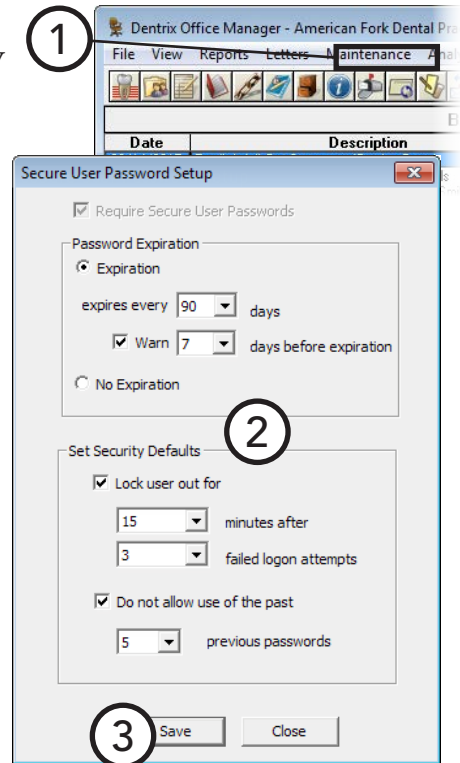 1
Dentrix Office Manager - American Fork Dental Pra
File View Reports Letters Maintenance Anal
Date Description
Secure User Password Setup
Require Secure User Passwords
Password Expiration
Expiration
expires every 90 days
Warn 7 days before expiration
No Expiration
2
Set Security Defaults
Lock user out for
15 minutes after
3 failed logon attempts
Do not allow use of the past
5 previous passwords
3 Save Close